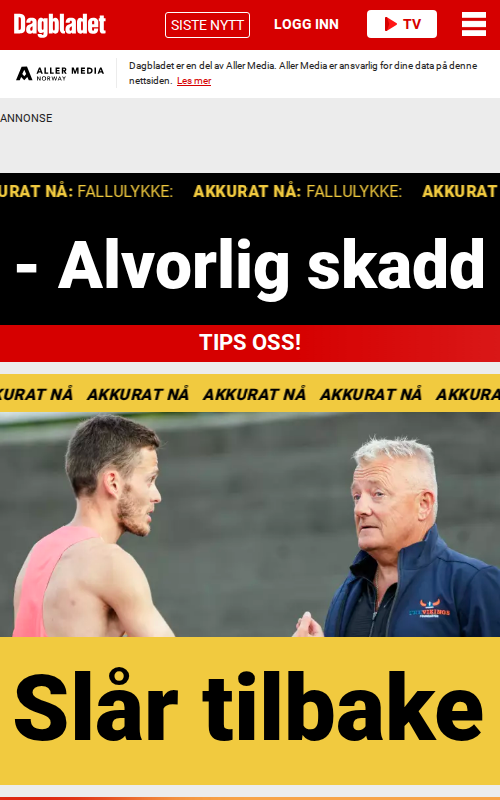 Dagbladet
SISTE NYTT
LOGG INN
TV
ALLER MEDIA
NORWAY
Dagbladet er en del av Aller Media. Aller Media er ansvarlig for dine data på denne
nettsiden. Les mer
ANNONSE
URAT NÅ: FALLULYKKE: AKKURAT NÅ: FALLULYKKE: AKKURAT
- Alvorlig skadd
TIPS OSS!
KURAT NÅ AKKURAT NÅ AKKURAT NÅ AKKURAT NÅ AKKURA
Slår tilbake